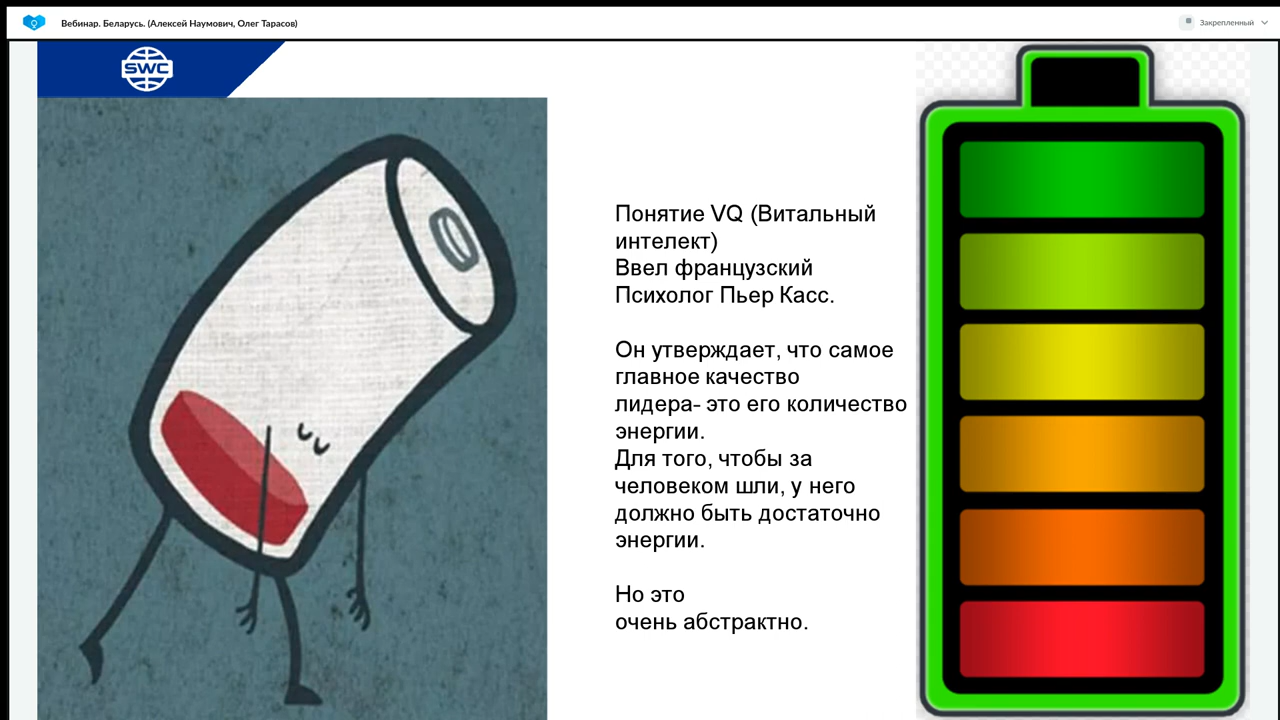 Вебинар. Беларусь. (Алексей Наумович, Олег Тарасов)
Закрепленный
SWC
Понятие VQ (Витальный
интелект)
Ввел французский
Психолог Пьер Касс.
Он утверждает, что самое
главное качество
лидера- это его количество
энергии.
Для того, чтобы за
человеком шли, у него
должно быть достаточно
энергии.
Но это
очень абстрактно.